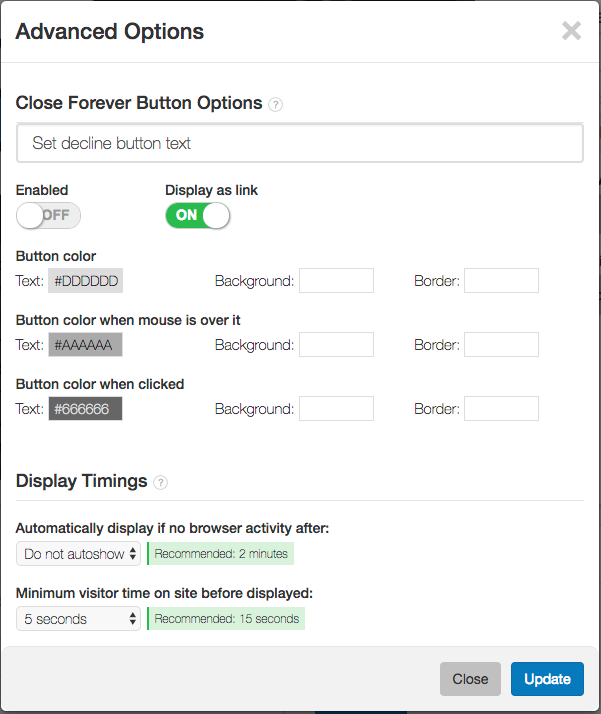 Advanced Options
Close Forever Button Options ?
Set decline button text
Enabled Display as link
OFF ON
Button color
Text: #DDDDDD Background: Border:
Button color when mouse is over it
Text: #AAAAAA Background: Border:
Button color when clicked
Text: #666666 Background: Border:
Display Timings ?
Automatically display if no browser activity after:
Do not autoshow Recommended: 2 minutes
Minimum visitor time on site before displayed:
5 seconds Recommended: 15 seconds
Close Update